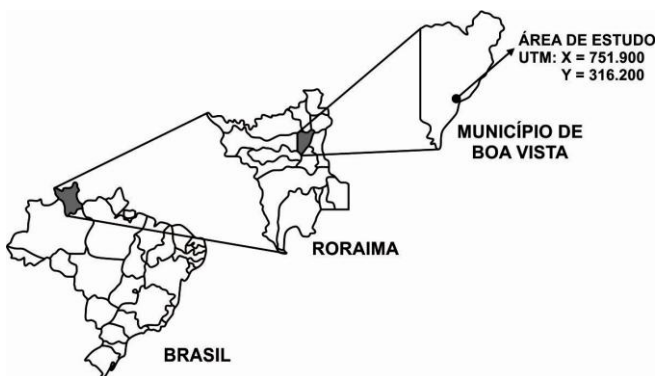 ÁREA DE ESTUDO
UTM: X = 751.900
Y = 316.200
MUNICÍPIO DE
BOA VISTA
RORAIMA
BRASIL